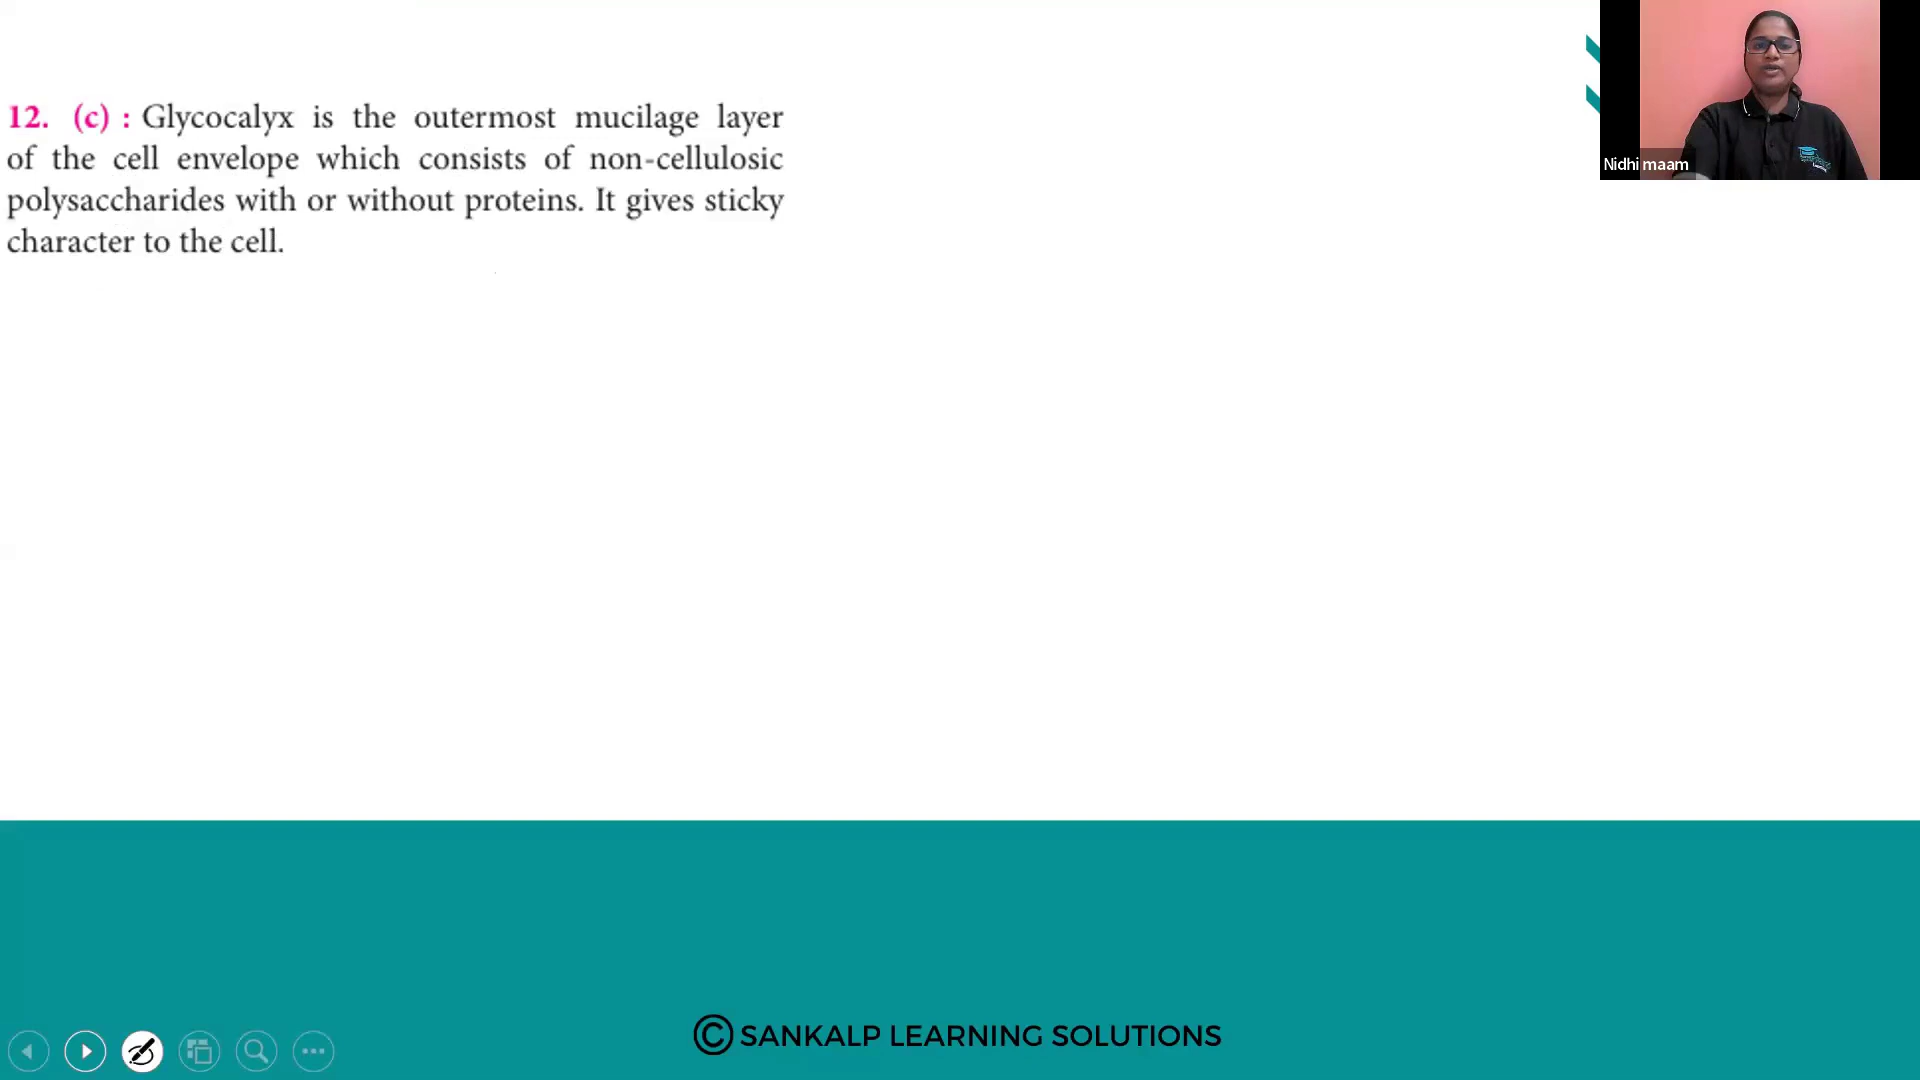 12. (c) : Glycocalyx is the outermost mucilage layer
of the cell envelope which consists of non-cellulosic
polysaccharides with or without proteins. It gives sticky
character to the cell.
Nidhi maam
© SANKALP LEARNING SOLUTIONS